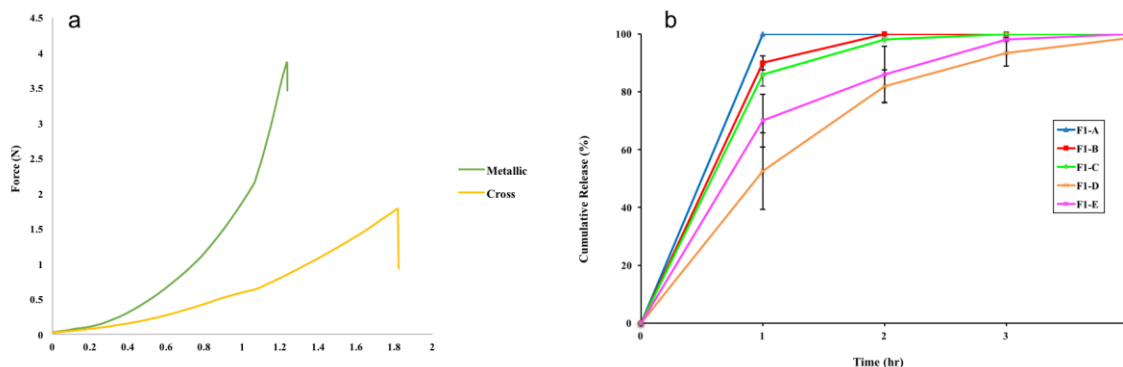 a
4.5
4
3.5
3
2.5
2
1.5
1
0.5
0
Force (N)
0 0.2 0.4 0.6 0.8 1 1.2 1.4 1.6 1.8 2
Metallic
Cross
b
100
80
60
40
20
0
Cumulative Release (%)
0 1 2 3
Time (hr)
F1-A
F1-B
F1-C
F1-D
F1-E